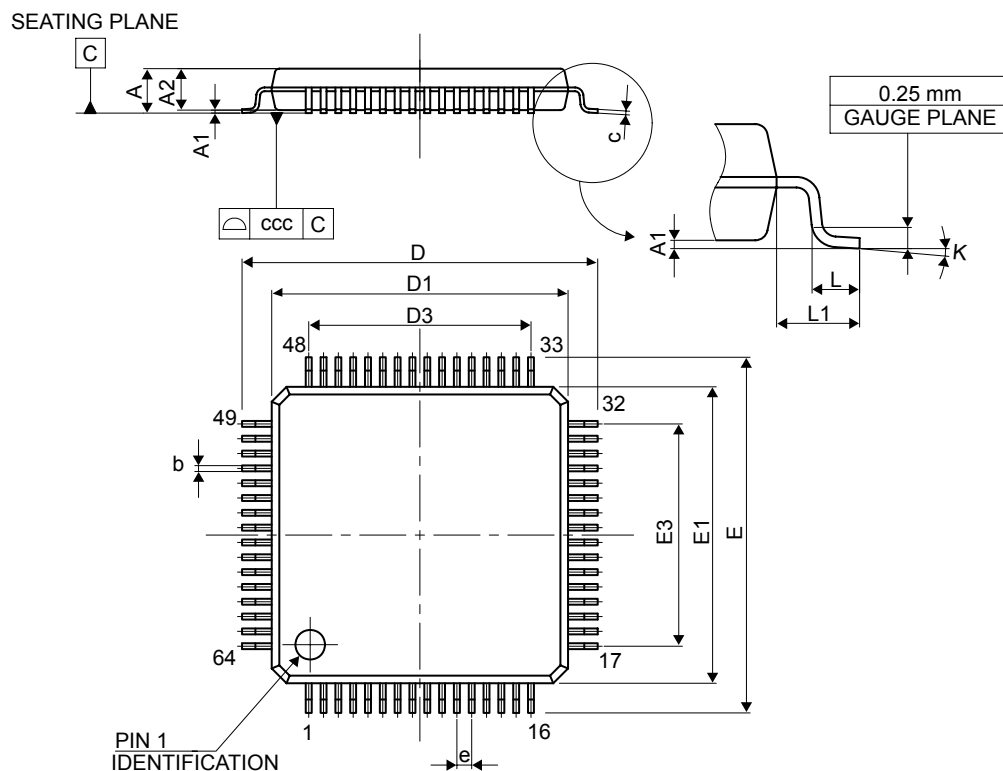 SEATING PLANE
C
A
A2
A1
c
ccc C
0.25 mm
GAUGE PLANE
A1
K
L
L1
D
D1
D3
48
33
49
32
b
E3
E1
E
64
17
1
16
e
PIN 1
IDENTIFICATION